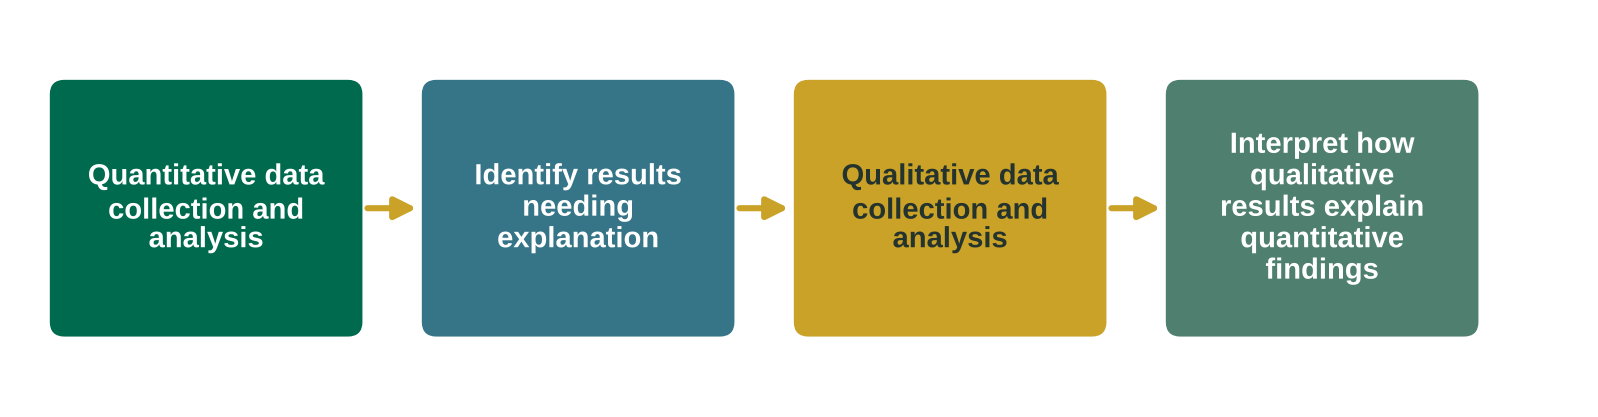 Quantitative data
collection and
analysis
Identify results
needing
explanation
Qualitative data
collection and
analysis
Interpret how
qualitative
results explain
quantitative
findings